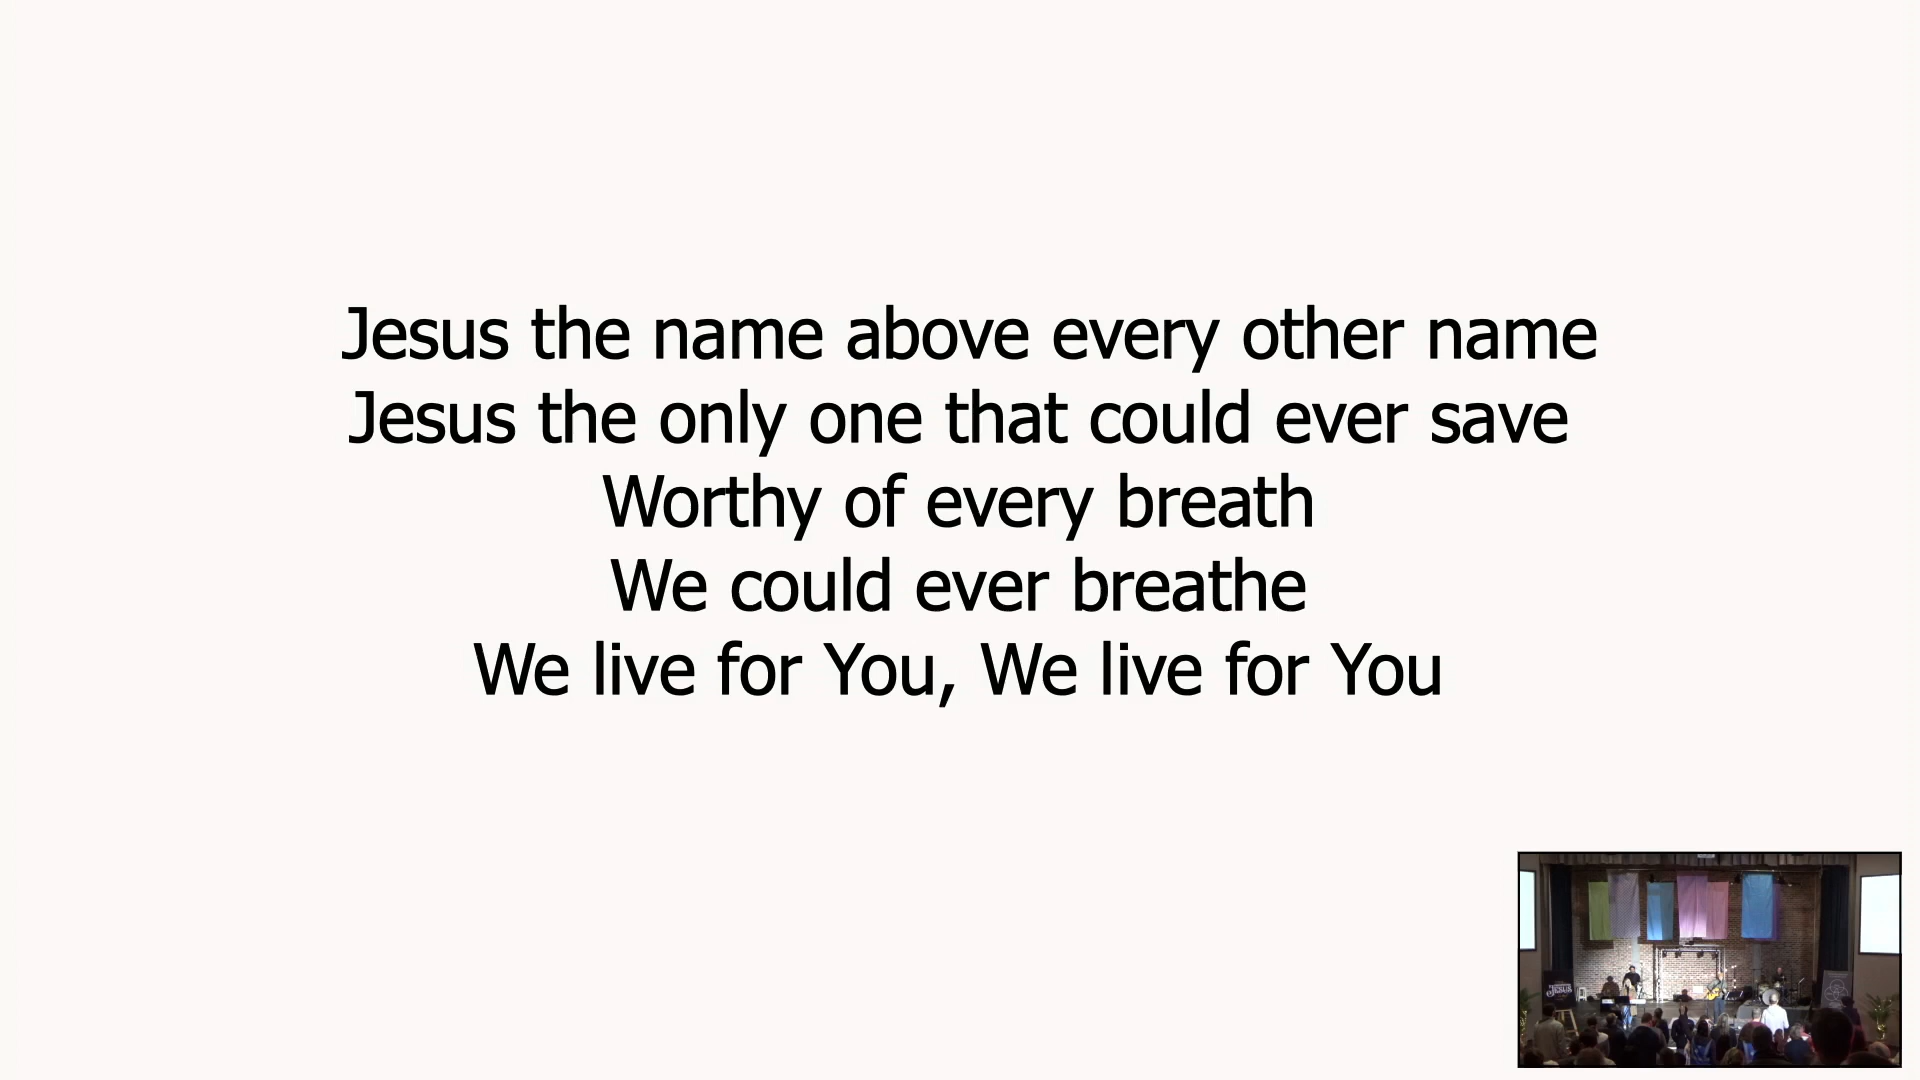 Jesus the name above every other name
Jesus the only one that could ever save
Worthy of every breath
We could ever breathe
We live for You, We live for You
JESUS